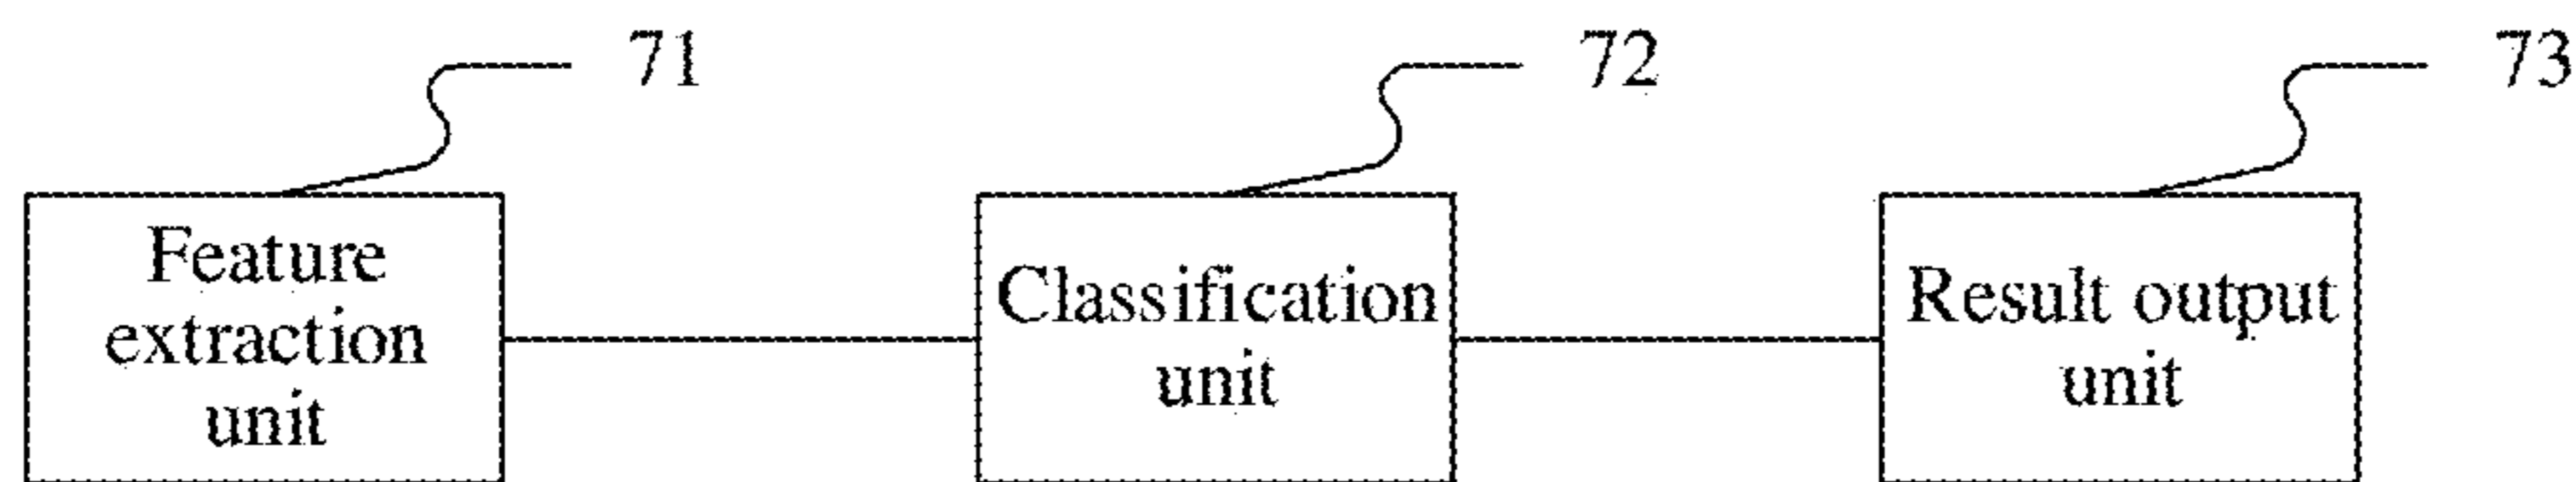 71
72
73
Feature
extraction
unit
Classification
unit
Result output
unit